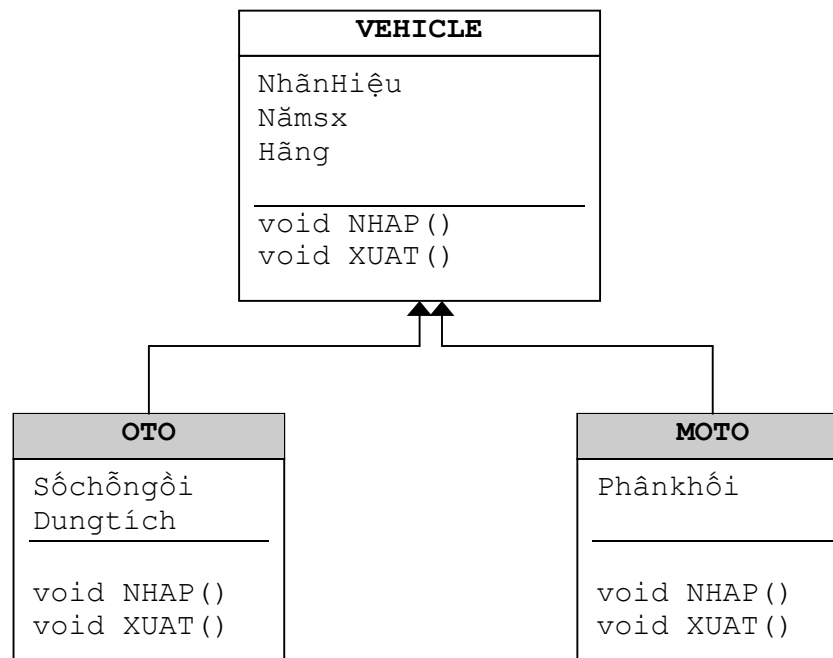 VEHICLE
NhãnHiệu
Nămsx
Hãng
void NHAP()
void XUAT()
OTO
Sốchỗngồi
Dungtích
void NHAP()
void XUAT()
MOTO
Phânkhối
void NHAP()
void XUAT()